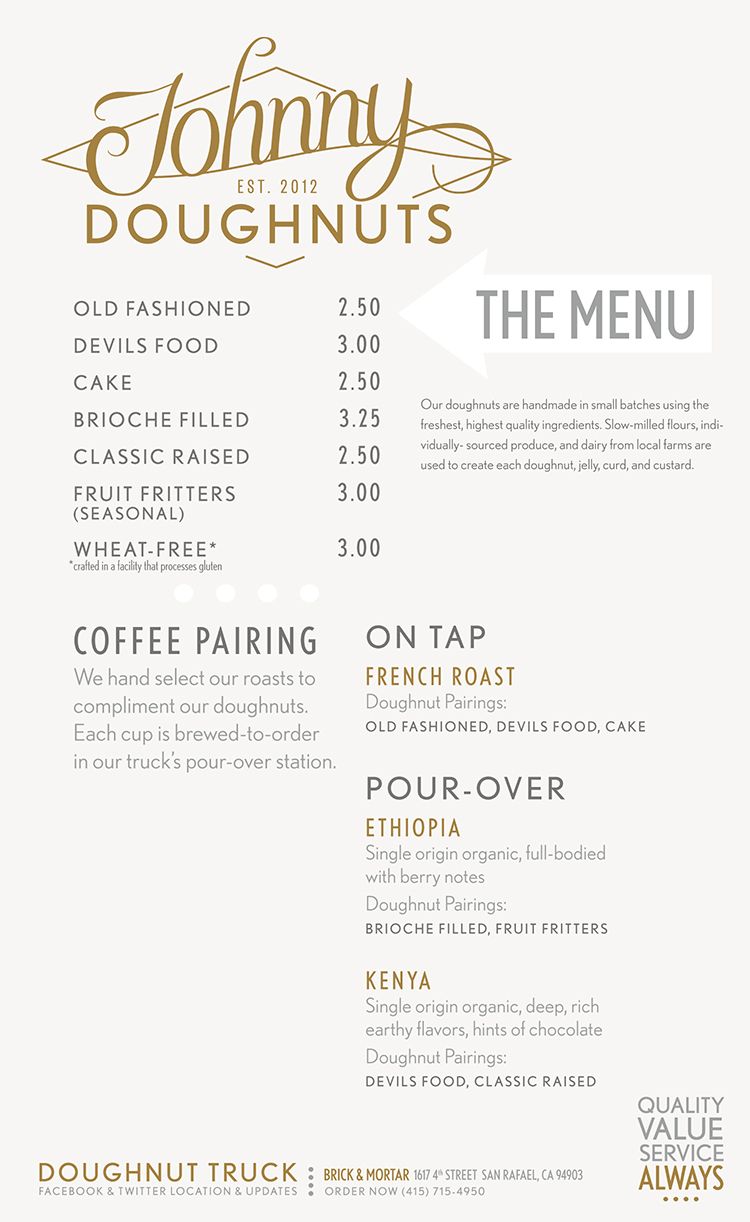 Johnny
EST. 2012
DOUGHNUTS
THE MENU
OLD FASHIONED 2.50
DEVILS FOOD 3.00
CAKE 2.50
BRIOCHE FILLED 3.25
CLASSIC RAISED 2.50
FRUIT FRITTERS 3.00
(SEASONAL)
WHEAT-FREE* 3.00
*crafted in a facility that processes gluten
Our doughnuts are handmade in small batches using the
freshest, highest quality ingredients. Slow-milled flours, indi-
vidually- sourced produce, and dairy from local farms are
used to create each doughnut, jelly, curd, and custard.
COFFEE PAIRING
We hand select our roasts to
compliment our doughnuts.
Each cup is brewed-to-order
in our truck's pour-over station.
ON TAP
FRENCH ROAST
Doughnut Pairings:
OLD FASHIONED, DEVILS FOOD, CAKE
POUR-OVER
ETHIOPIA
Single origin organic, full-bodied
with berry notes
Doughnut Pairings:
BRIOCHE FILLED, FRUIT FRITTERS
KENYA
Single origin organic, deep, rich
earthy flavors, hints of chocolate
Doughnut Pairings:
DEVILS FOOD, CLASSIC RAISED
QUALITY
VALUE
SERVICE
ALWAYS
DOUGHNUT TRUCK
FACEBOOK & TWITTER LOCATION & UPDATES
BRICK & MORTAR 1617 4th STREET SAN RAFAEL, CA 94903
ORDER NOW (415) 715-4950